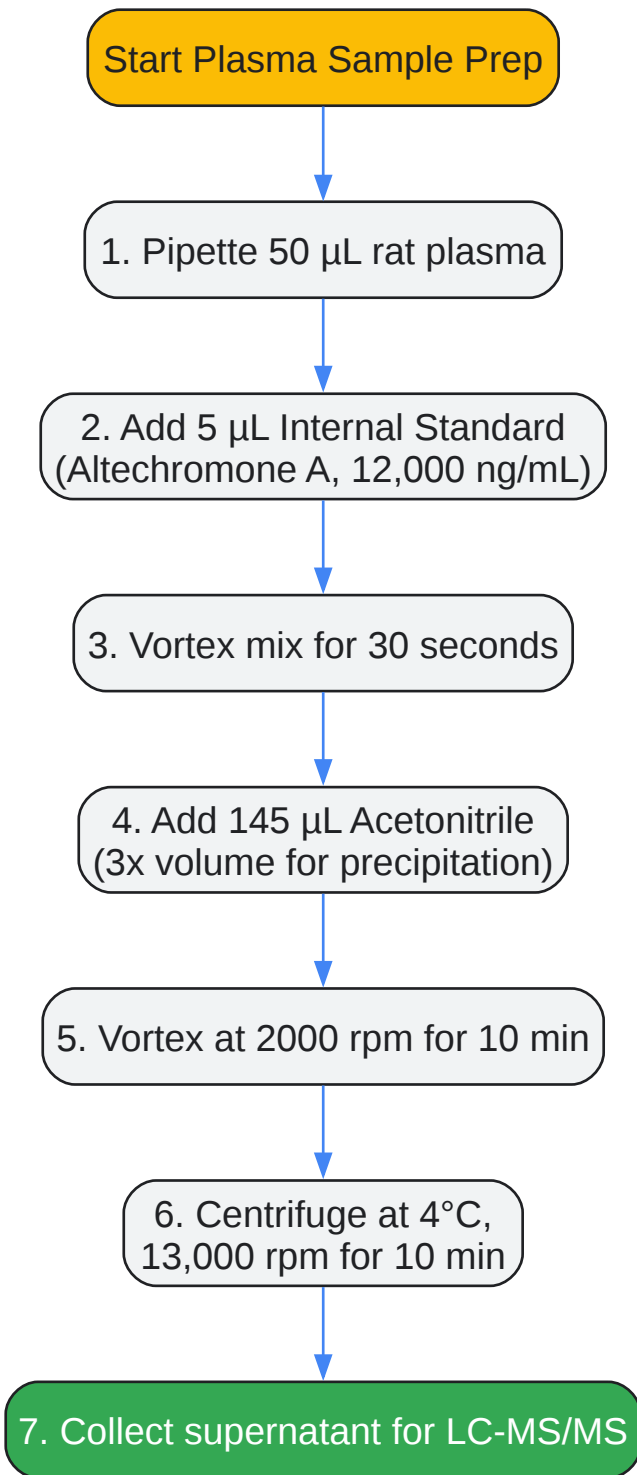 Start Plasma Sample Prep
1. Pipette 50 µL rat plasma
2. Add 5 µL Internal Standard
(Altechromone A, 12,000 ng/mL)
3. Vortex mix for 30 seconds
4. Add 145 µL Acetonitrile
(3x volume for precipitation)
5. Vortex at 2000 rpm for 10 min
6. Centrifuge at 4°C,
13,000 rpm for 10 min
7. Collect supernatant for LC-MS/MS